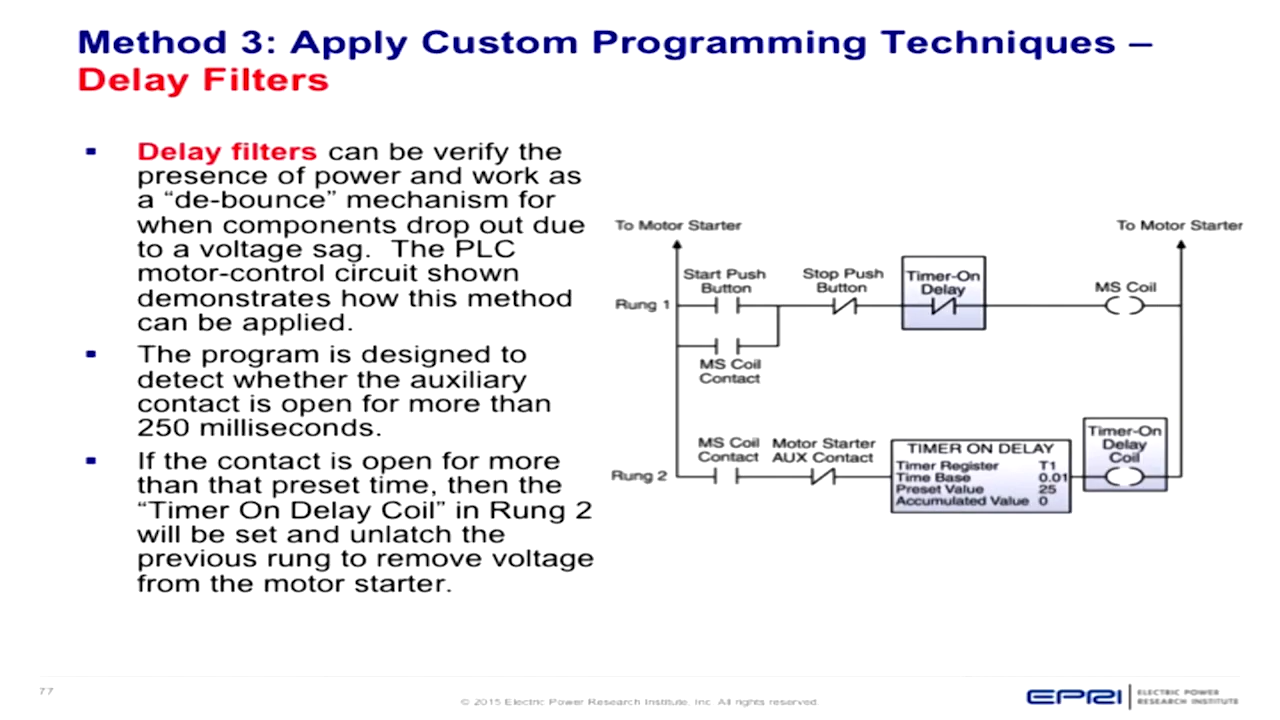 Method 3: Apply Custom Programming Techniques –
Delay Filters
▪ Delay filters can be verify the
presence of power and work as
a “de-bounce” mechanism for
when components drop out due
to a voltage sag. The PLC
motor-control circuit shown
demonstrates how this method
can be applied.
▪ The program is designed to
detect whether the auxiliary
contact is open for more than
250 milliseconds.
▪ If the contact is open for more
than that preset time, then the
“Timer On Delay Coil” in Rung 2
will be set and unlatch the
previous rung to remove voltage
from the motor starter.
To Motor Starter
To Motor Starter
Start Push
Button
Stop Push
Button
Timer-On
Delay
MS Coil
Rung 1
MS Coil
Contact
MS Coil
Contact
Motor Starter
AUX Contact
Rung 2
TIMER ON DELAY
Timer Register T1
Time Base 0.01
Preset Value 25
Accumulated Value 0
Timer-On
Delay
Coil
77
© 2015 Electric Power Research Institute, Inc. All rights reserved.
EPRI
ELECTRIC POWER
RESEARCH INSTITUTE